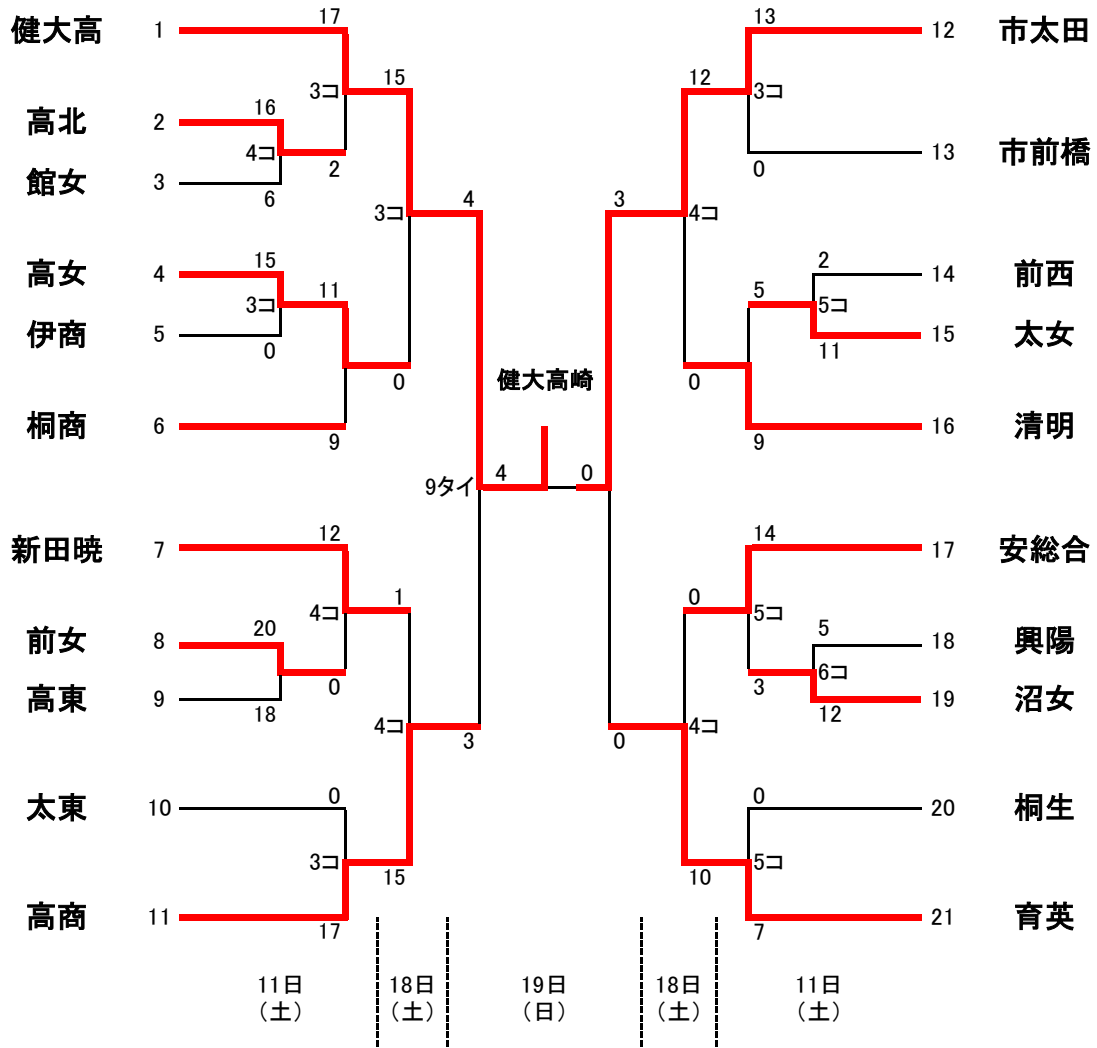 17
13
健大高
1
12
市太田
15
12
3コ
3コ
16
高北
2
4コ
2
0
13
市前橋
館女
3
6
4
3
3コ
4コ
15
2
高女
4
14
前西
11
5
3コ
5コ
伊商
5
0
11
15
太女
0
0
健大高崎
桐商
6
9
9
16
清明
9タイ
4
0
12
14
新田暁
7
17
安総合
1
0
4コ
5コ
20
5
前女
8
18
興陽
6コ
0
3
高東
9
18
12
19
沼女
4コ
4コ
3
0
0
0
太東
10
20
桐生
3コ
5コ
15
10
高商
11
17
7
21
育英
11日
18日
19日
18日
11日
(土)
(土)
(日)
(土)
(土)